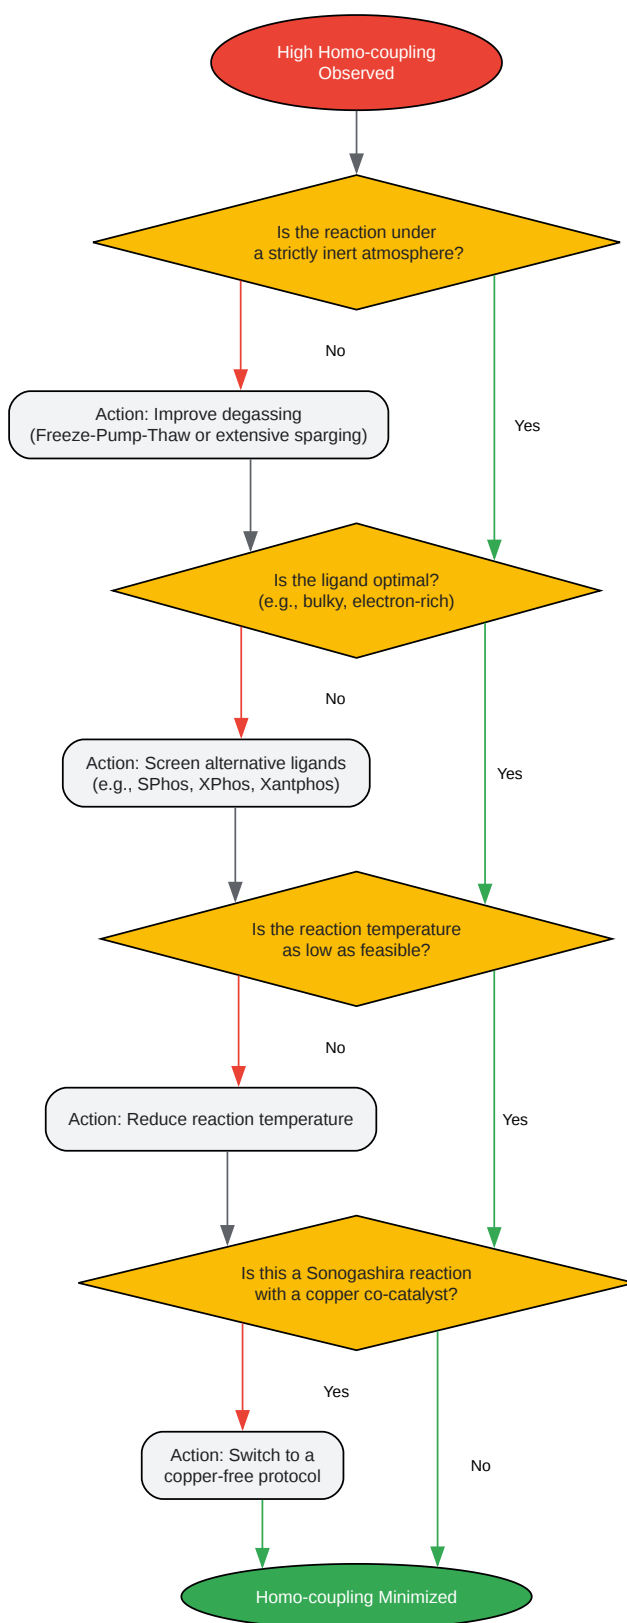 High Homo-coupling
Observed
Is the reaction under
a strictly inert atmosphere?
No
Action: Improve degassing
(Freeze-Pump-Thaw or extensive sparging)
Yes
Is the ligand optimal?
(e.g., bulky, electron-rich)
No
Action: Screen alternative ligands
(e.g., SPhos, XPhos, Xantphos)
Yes
Is the reaction temperature
as low as feasible?
No
Action: Reduce reaction temperature
Yes
Is this a Sonogashira reaction
with a copper co-catalyst?
Yes
Action: Switch to a
copper-free protocol
No
Homo-coupling Minimized